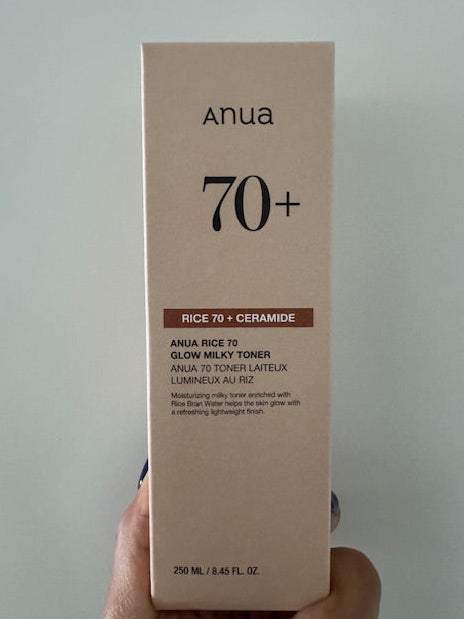 Anua
70+
RICE 70 + CERAMIDE
ANUA RICE 70
GLOW MILKY TONER
ANUA 70 TONER LAITEUX
LUMINEUX AU RIZ
Moisturizing milky toner enriched with
Rice Bran Water helps the skin glow with
a refreshing lightweight finish.
250 ML / 8.45 FL. OZ.